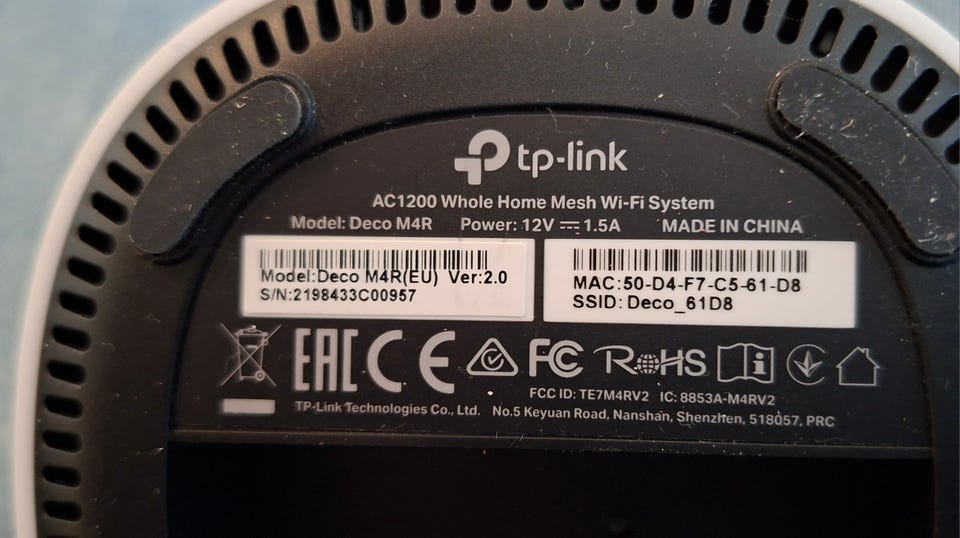 tp-link
AC1200 Whole Home Mesh Wi-Fi System
Model: Deco M4R Power: 12V⎓1.5A MADE IN CHINA
Model:Deco M4R(EU) Ver:2.0
S/N:2198433C00957
MAC:50-D4-F7-C5-61-D8
SSID: Deco_61D8
EAC CE FC RoHS i
FCC ID: TE7M4RV2 IC: 8853A-M4RV2
TP-Link Technologies Co., Ltd. No.5 Keyuan Road, Nanshan, Shenzhen, 518057, PRC